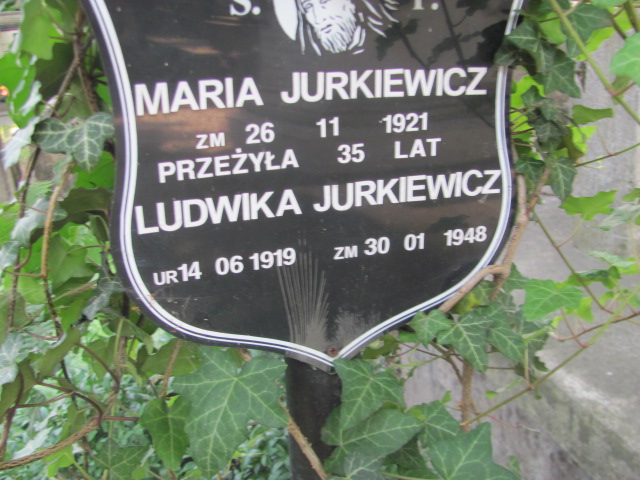 S. P.
MARIA JURKIEWICZ
ZM 26 11 1921
PRZEŻYŁA 35 LAT
LUDWIKA JURKIEWICZ
UR 14 06 1919 ZM 30 01 1948